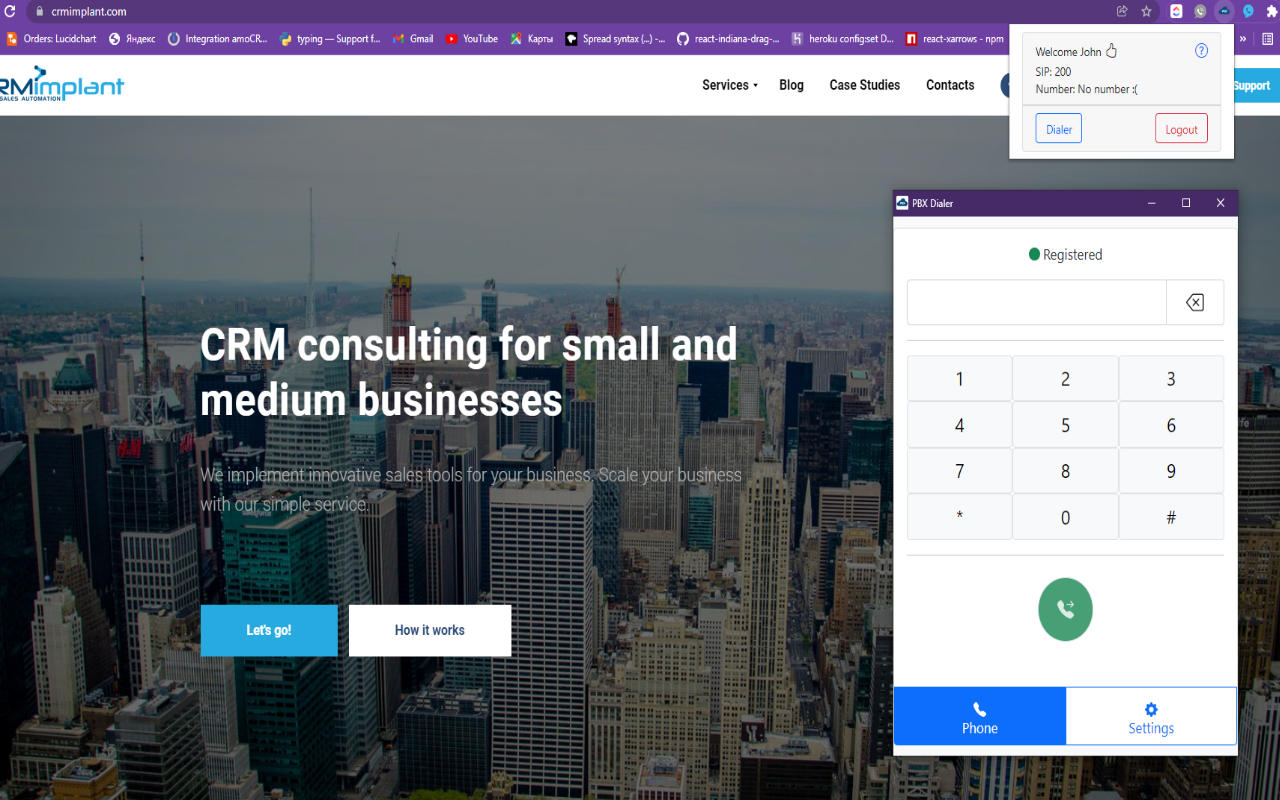 crmimplant.com
Orders: Lucidchart
Яндекс
Integration amoCR...
typing — Support f...
Gmail
YouTube
Карты
Spread syntax (...) -...
react-indiana-drag-...
heroku config:set D...
react-xarrows - npm
»
Welcome John
SIP: 200
Number: No number :(
Dialer
Logout
RMimplant
SALES AUTOMATION
Services
Blog
Case Studies
Contacts
Support
PBX Dialer
Registered
1 2 3
4 5 6
7 8 9
* 0 #
Phone
Settings
CRM consulting for small and
medium businesses
We implement innovative sales tools for your business. Scale your business
with our simple service.
Let's go!
How it works
H&M